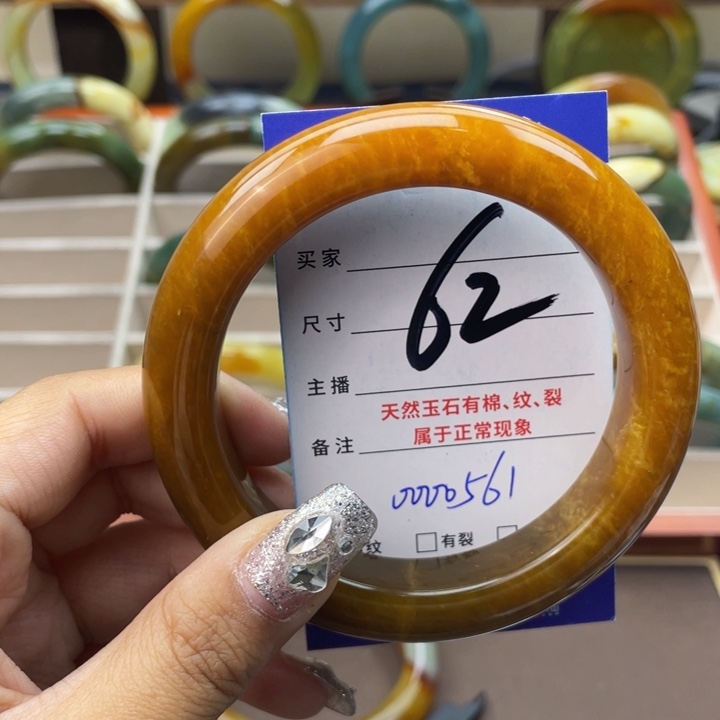 买家
尺寸 62
主播
天然玉石有棉、纹、裂
备注 属于正常现象
0000561
纹 有裂